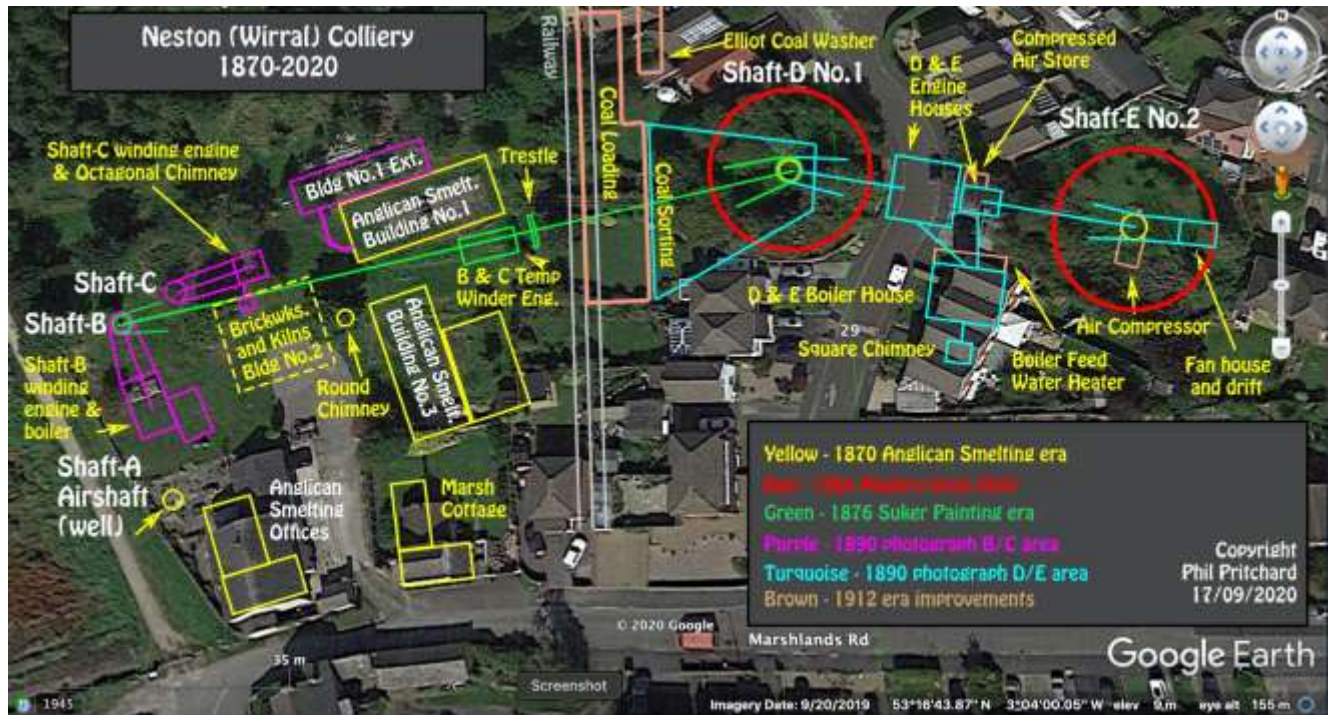 Neston (Wirral) Colliery
1870-2020
Railway
Elliot Coal Washer
Shaft-D No.1
D & E
Engine
Houses
Compressed
Air Store
Shaft-E No.2
Coal Loading
Coal Sorting
Shaft-C winding engine
& Octagonal Chimney
Bldg No.1 Ext.
Anglican Smelt.
Building No.1
Trestle
B & C Temp
Winder Eng.
Shaft-C
Shaft-B
Brickwks.
and Kilns
Bldg No.2
Shaft-B
winding
engine &
boiler
Round
Chimney
Anglican Smelt.
Building No.3
D & E Boiler House
29
Square Chimney
Air Compressor
Boiler Feed
Water Heater
Fan house
and drift
Shaft-A
Airshaft
(well)
Anglican
Smelting
Offices
Marsh
Cottage
Yellow - 1870 Anglican Smelting era
Green - 1876 Suker Painting era
Purple - 1890 photograph B/C area
Turquoise - 1890 photograph D/E area
Brown - 1912 era improvements
Copyright
Phil Pritchard
17/09/2020
© 2020 Google
Marshlands Rd
Google Earth
35 m
Screenshot
1945
Imagery Date: 9/20/2019 53°16'43.87" N 3°04'00.05" W elev 9 m eye alt 155 m